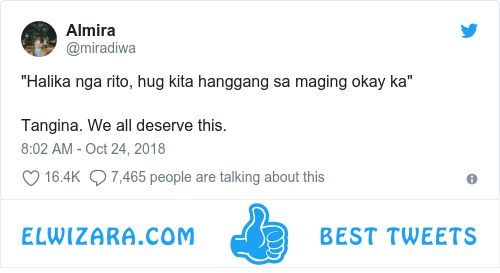 Almira
@miradiwa
"Halika nga rito, hug kita hanggang sa maging okay ka"
Tangina. We all deserve this.
8:02 AM - Oct 24, 2018
16.4K 7,465 people are talking about this
ELWIZARA.COM BEST TWEETS